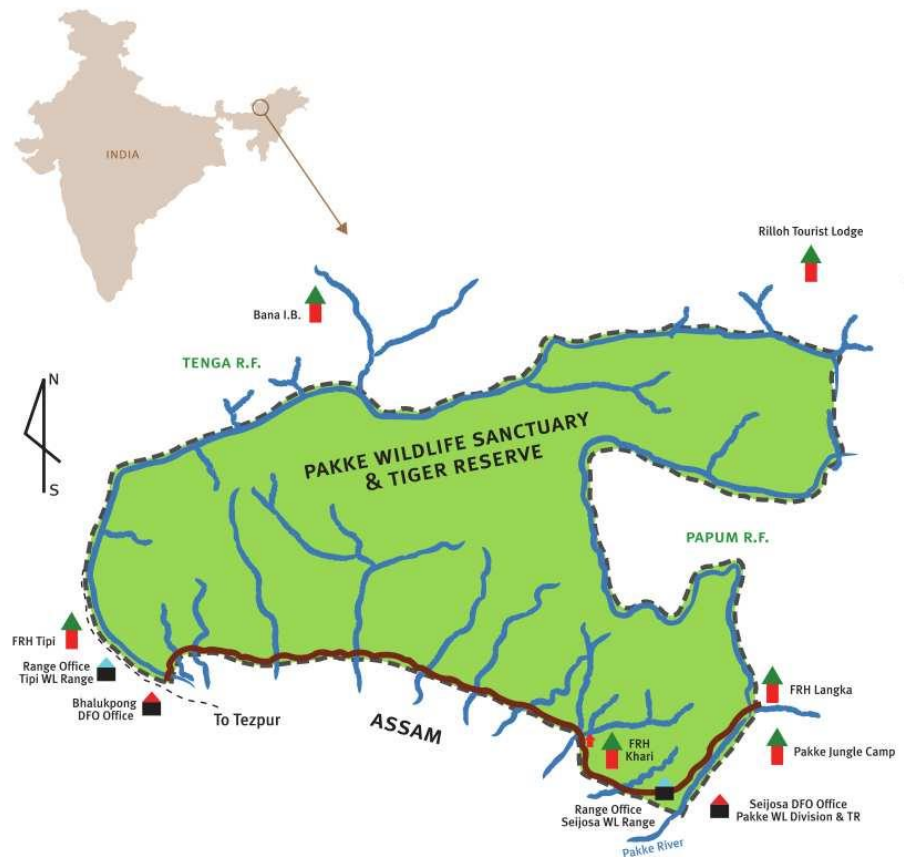 INDIA
Rilloh Tourist Lodge
Bana I.B.
TENGA R.F.
N
S
PAKKE WILDLIFE SANCTUARY
& TIGER RESERVE
PAPUM R.F.
FRH Tipi
Range Office
Tipi WL Range
Bhalukpong
DFO Office
To Tezpur
ASSAM
FRH
Khari
FRH Langka
Pakke Jungle Camp
Range Office
Seijosa WL Range
Seijosa DFO Office
Pakke WL Division & TR
Pakke River